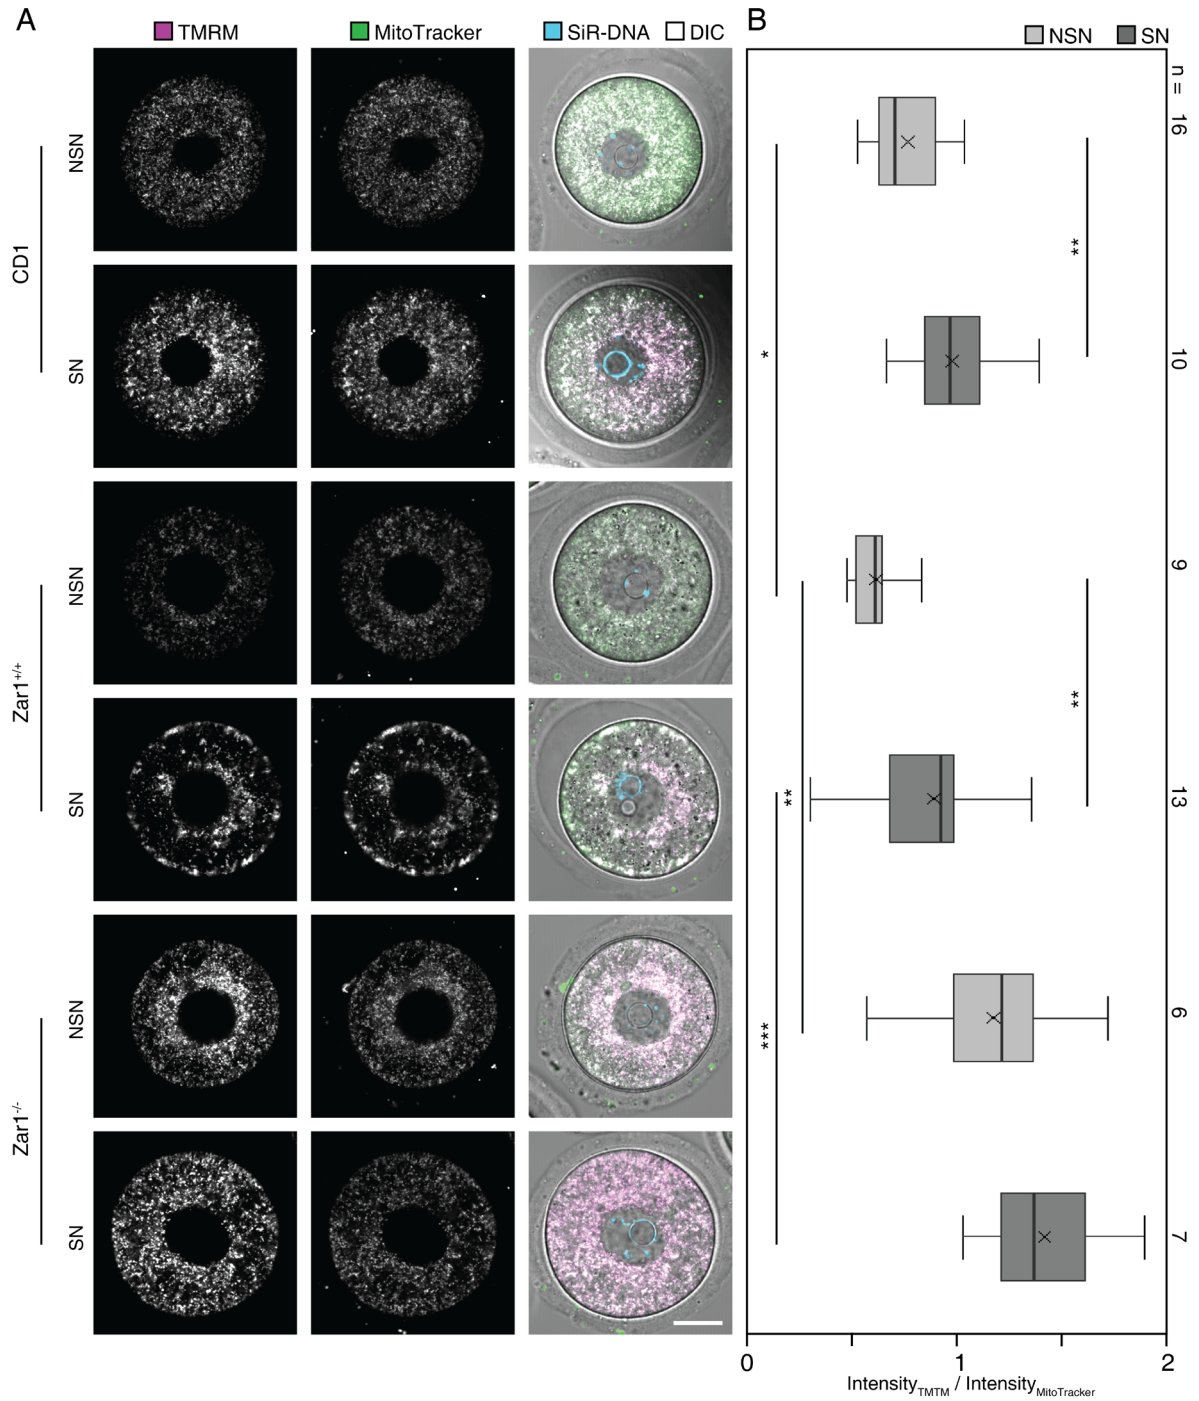 A
TMRM
MitoTracker
SiR-DNA DIC
CD1
NSN
SN
Zar1+/+
NSN
SN
Zar1-/-
NSN
SN
B
NSN SN
n =
16
10
9
13
6
7
**
*
**
**
***
0 1 2
IntensityTMTM / IntensityMitoTracker